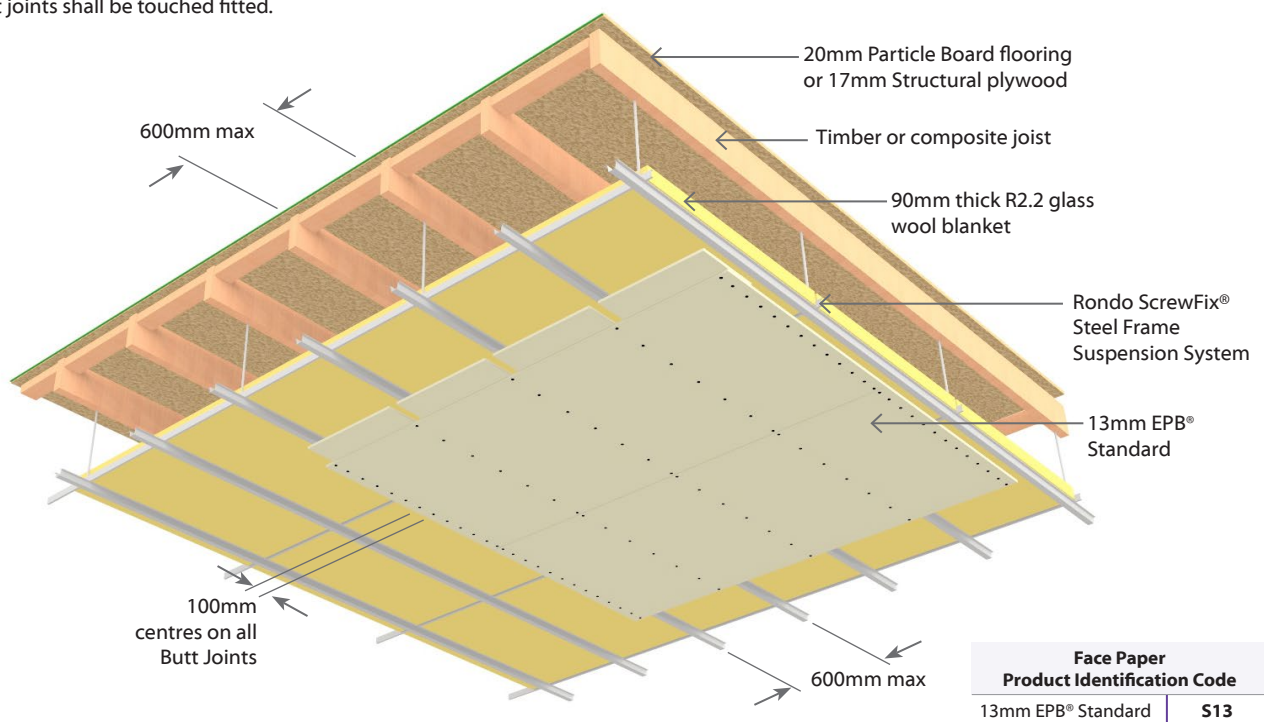 joints shall be touched fitted.
20mm Particle Board flooring
or 17mm Structural plywood
600mm max
Timber or composite joist
90mm thick R2.2 glass
wool blanket
Rondo ScrewFix®
Steel Frame
Suspension System
13mm EPB®
Standard
100mm
centres on all
Butt Joints
600mm max
Face Paper
Product Identification Code
13mm EPB® Standard S13